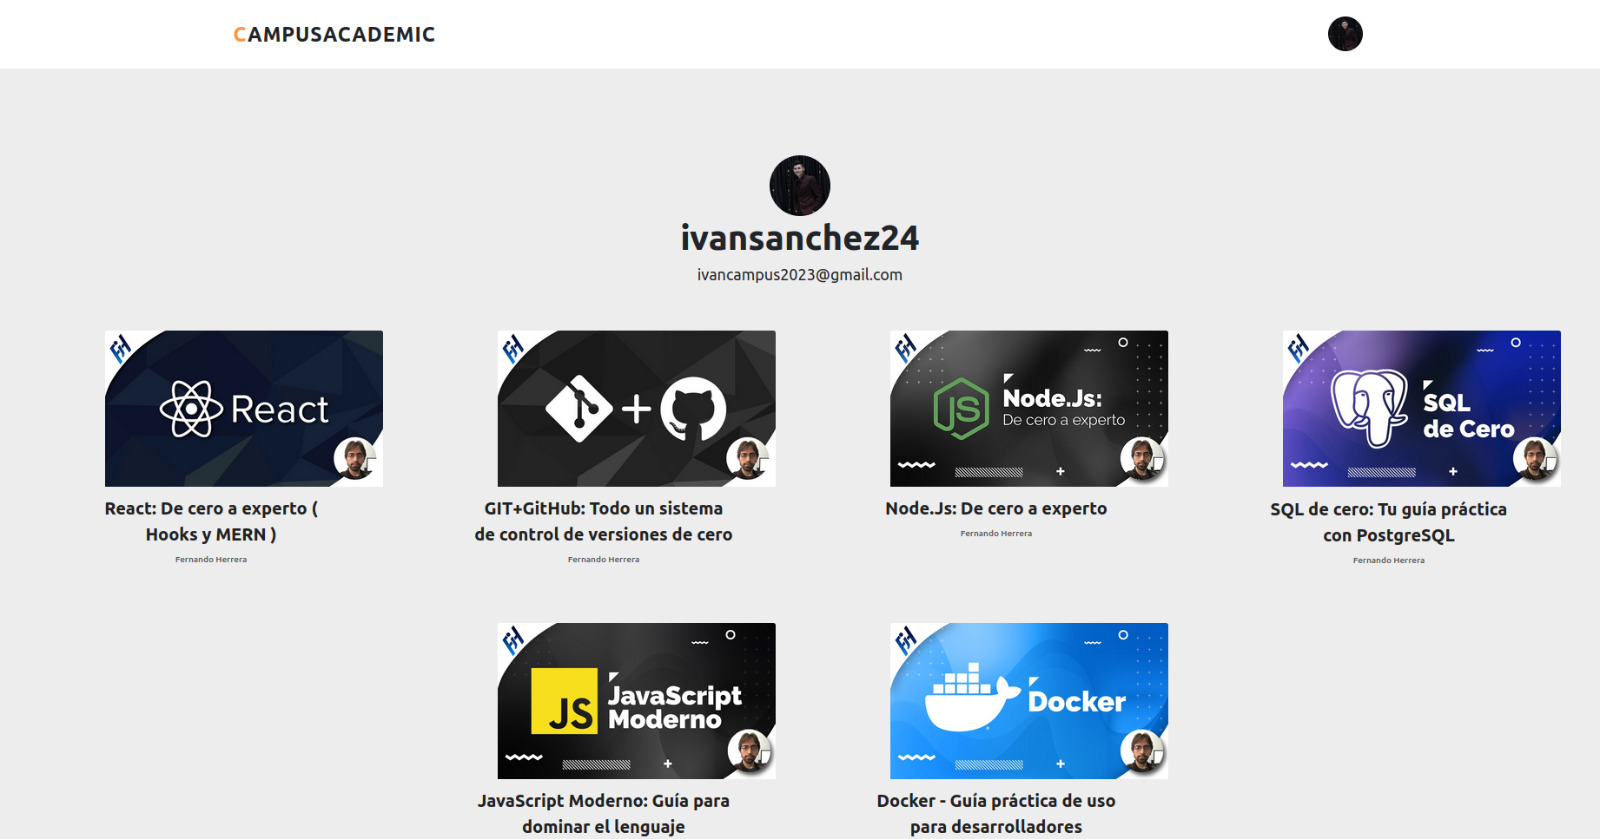 CAMPUSACADEMIC
ivansanchez24
ivancampus2023@gmail.com
FH
React
React: De cero a experto (
Hooks y MERN )
Fernando Herrera
FH
+
GIT+GitHub: Todo un sistema
de control de versiones de cero
Fernando Herrera
FH
JS
Node.Js:
De cero a experto
Node.Js: De cero a experto
Fernando Herrera
FH
SQL
de Cero
SQL de cero: Tu guía práctica
con PostgreSQL
Fernando Herrera
FH
JS
JavaScript
Moderno
JavaScript Moderno: Guía para
dominar el lenguaje
FH
Docker
Docker - Guía práctica de uso
para desarrolladores